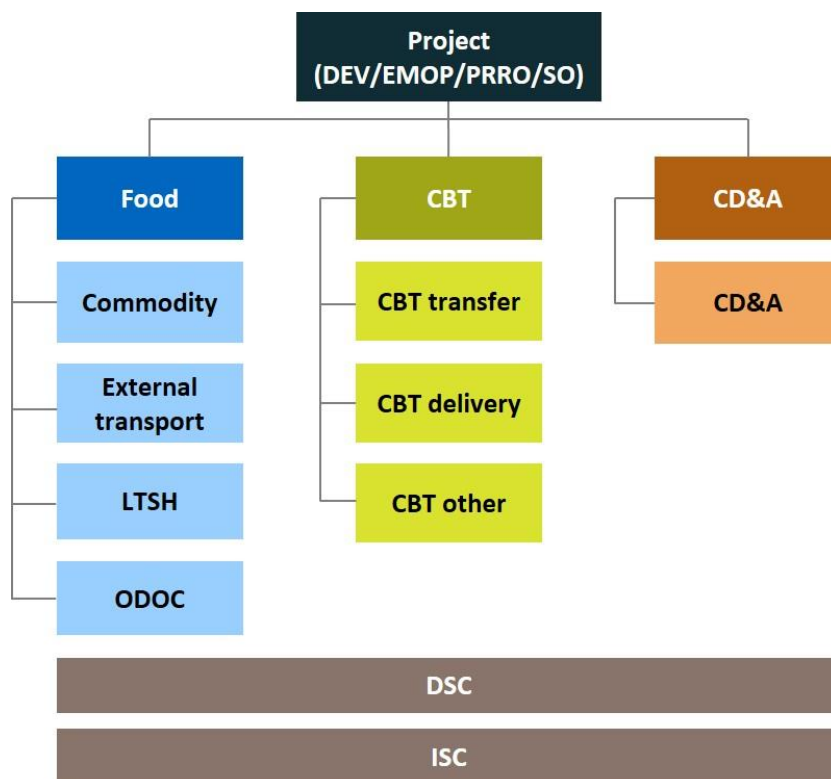 Project
(DEV/EMOP/PRRO/SO)
Food
CBT
CD&A
Commodity
CBT transfer
CD&A
External
transport
CBT delivery
LTSH
CBT other
ODOC
DSC
ISC